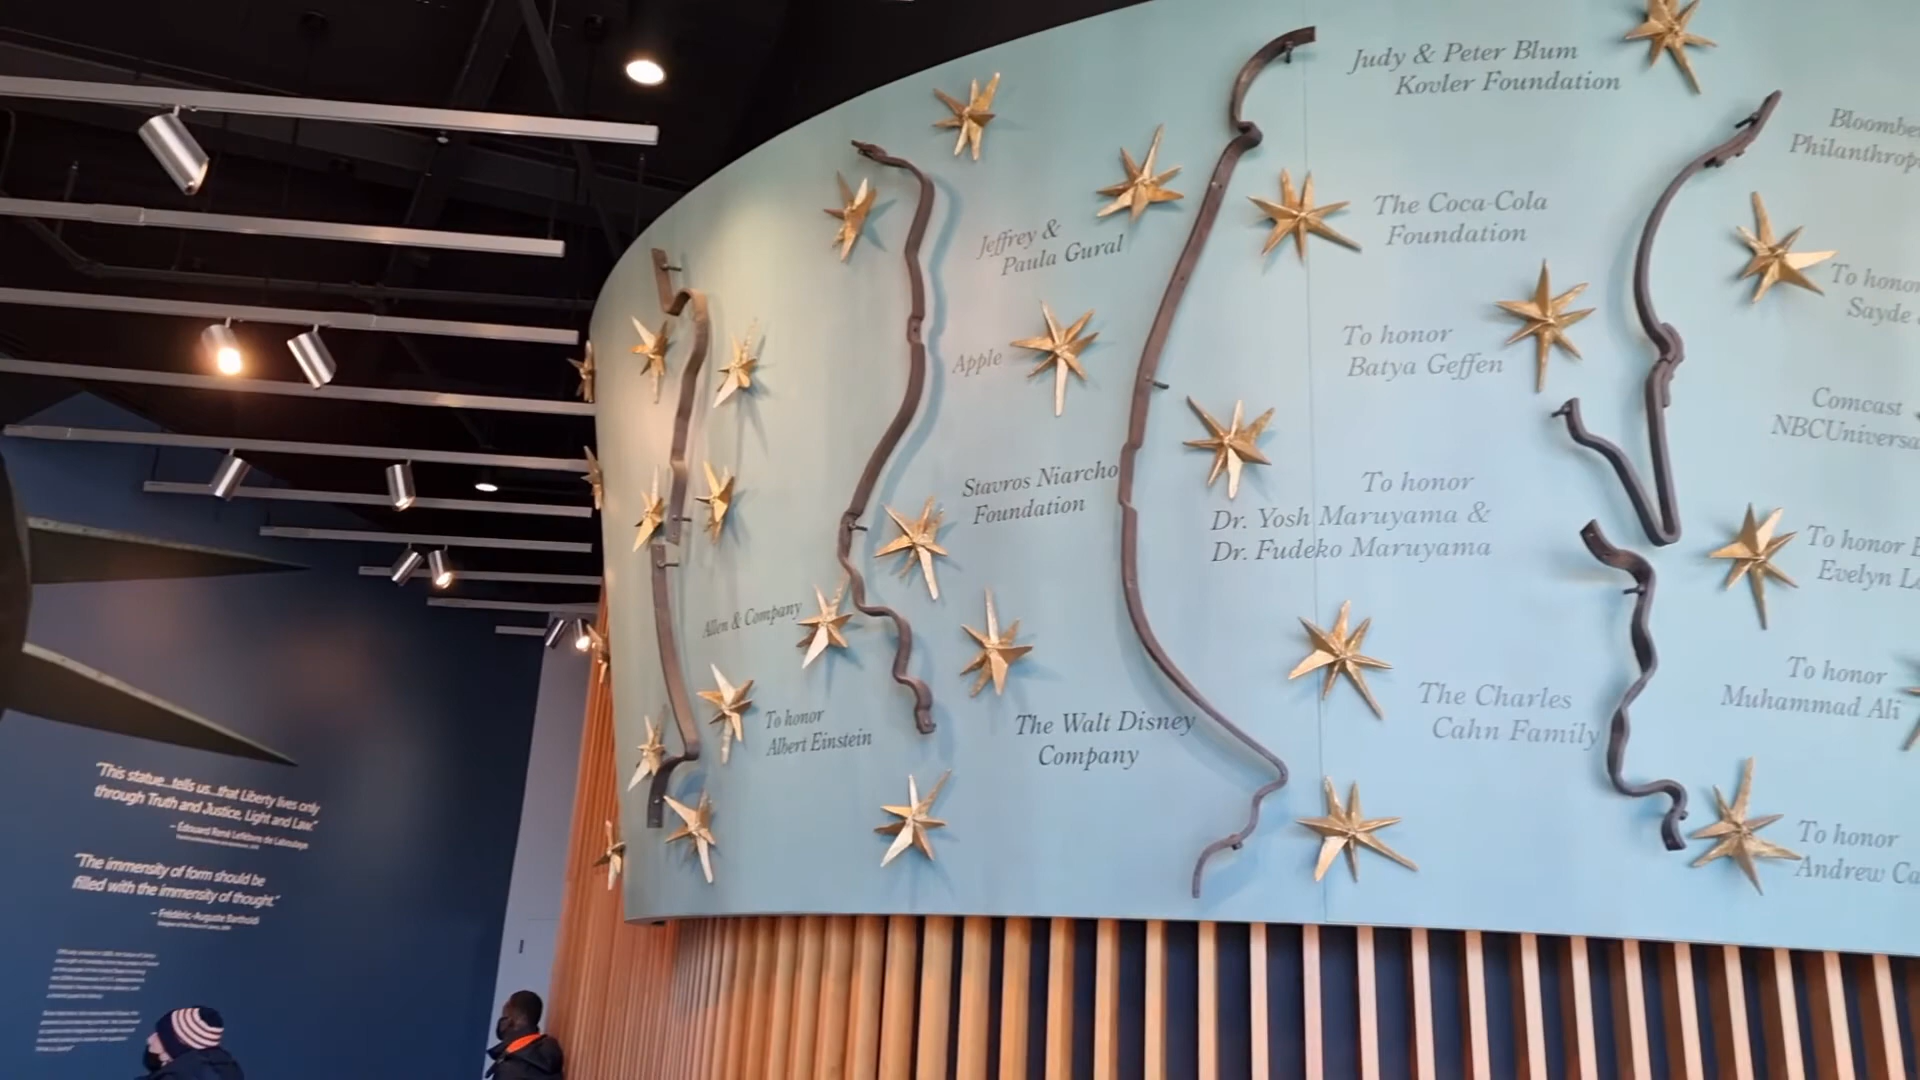 Judy & Peter Blum
Kovler Foundation
Jeffrey &
Paula Gural
The Coca-Cola
Foundation
Apple
To honor
Batya Geffen
Stavros Niarcho
Foundation
To honor
Dr. Yosh Maruyama &
Dr. Fudeko Maruyama
Allen & Company
To honor
Albert Einstein
The Walt Disney
Company
The Charles
Cahn Family
Bloombe
Philanthrop
To honor
Sayde
Comcast
NBCUniversa
To honor
Evelyn L
To honor
Muhammad Ali
To honor
Andrew Ca
"This statue...tells us...that Liberty lives only
through Truth and Justice, Light and Law."
– Édouard René Lefèbvre de Laboulaye
"The immensity of form should be
filled with the immensity of thought."
– Frédéric-Auguste Bartholdi